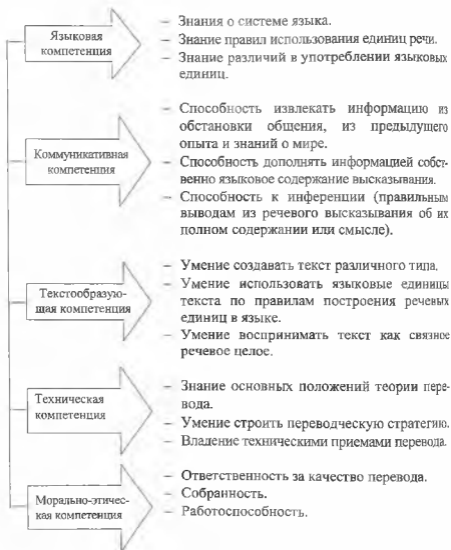 Языковая
компетенция
– Знания о системе языка.
– Знание правил использования единиц речи.
– Знание различий в употреблении языковых
единиц.
Коммуникативная
компетенция
– Способность извлекать информацию из
обстановки общения, из предыдущего
опыта и знаний о мире.
– Способность дополнять информацией собст-
венно языковое содержание высказывания.
– Способность к инференции (правильным
выводам из речевого высказывания об их
полном содержании или смысле).
Текстообразую-
щая компетенция
– Умение создавать текст различного типа.
– Умение использовать языковые единицы
текста по правилам построения речевых
единиц в языке.
– Умение воспринимать текст как связное
речевое целое.
Техническая
компетенция
– Знание основных положений теории пере-
вода.
– Умение строить переводческую стратегию.
– Владение техническими приемами перевода.
Морально-этичес-
кая компетенция
– Ответственность за качество перевода.
– Собранность.
– Работоспособность.